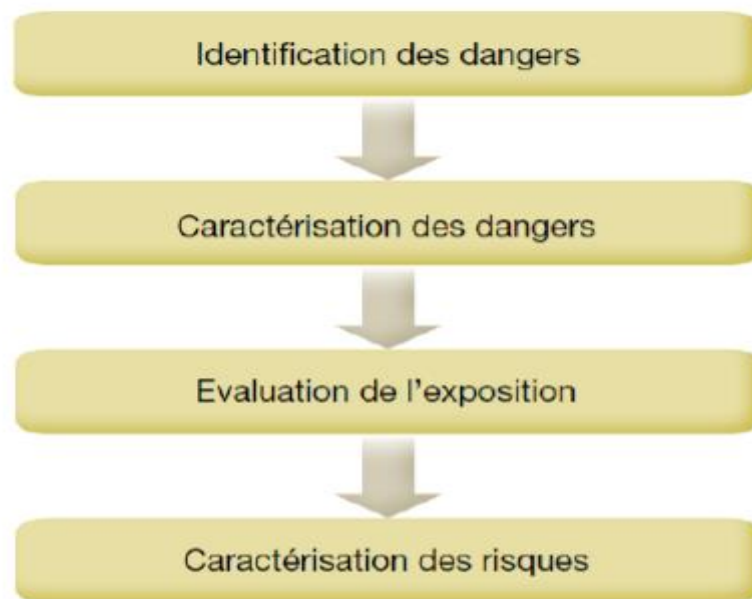 Identification des dangers
Caractérisation des dangers
Evaluation de l'exposition
Caractérisation des risques